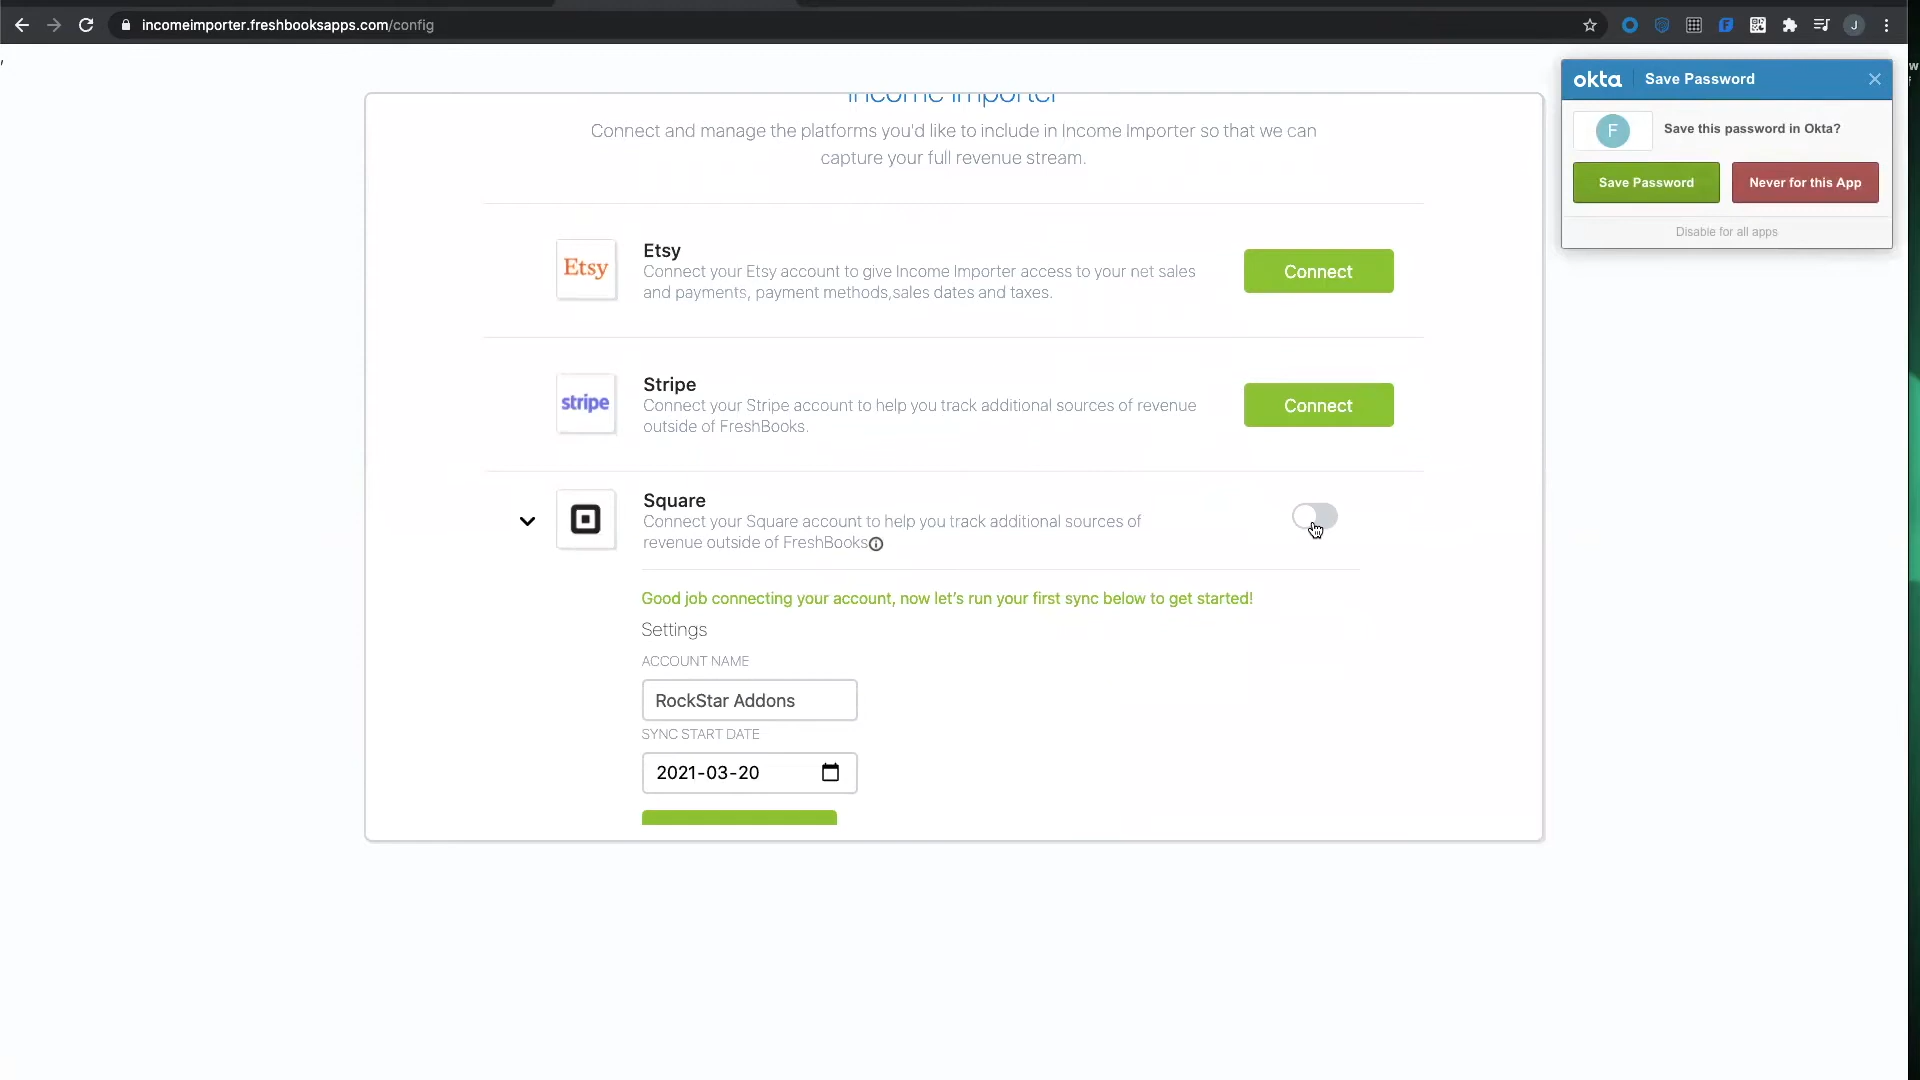 incomeimporter.freshbooksapps.com/config
J
okta Save Password
F
Save this password in Okta?
Save Password
Never for this App
Disable for all apps
Income Importer
Connect and manage the platforms you'd like to include in Income Importer so that we can
capture your full revenue stream.
Etsy
Etsy
Connect your Etsy account to give Income Importer access to your net sales
and payments, payment methods,sales dates and taxes.
Connect
stripe
Stripe
Connect your Stripe account to help you track additional sources of revenue
outside of FreshBooks.
Connect
Square
Connect your Square account to help you track additional sources of
revenue outside of FreshBooks
Good job connecting your account, now let's run your first sync below to get started!
Settings
ACCOUNT NAME
RockStar Addons
SYNC START DATE
2021-03-20